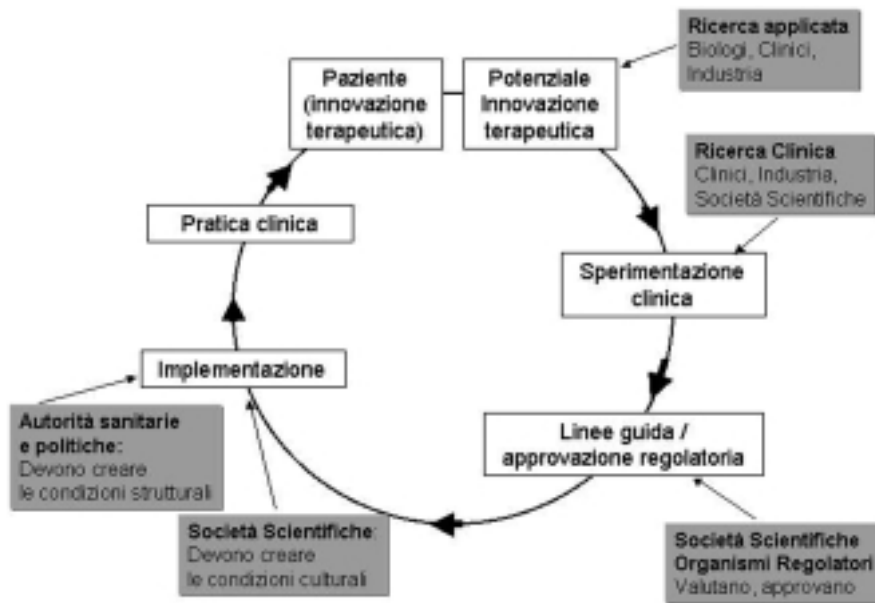 Ricerca applicata
Biologi, Clinici,
Industria
Paziente
(innovazione
terapeutica)
Potenziale
Innovazione
terapeutica
Ricerca Clinica
Clinici, Industria,
Società Scientifiche
Pratica clinica
Sperimentazione
clinica
Implementazione
Autorità sanitarie
e politiche:
Devono creare
le condizioni strutturali
Linee guida /
approvazione regolatoria
Società Scientifiche:
Devono creare
le condizioni culturali
Società Scientifiche
Organismi Regolatori
Valutano, approvano